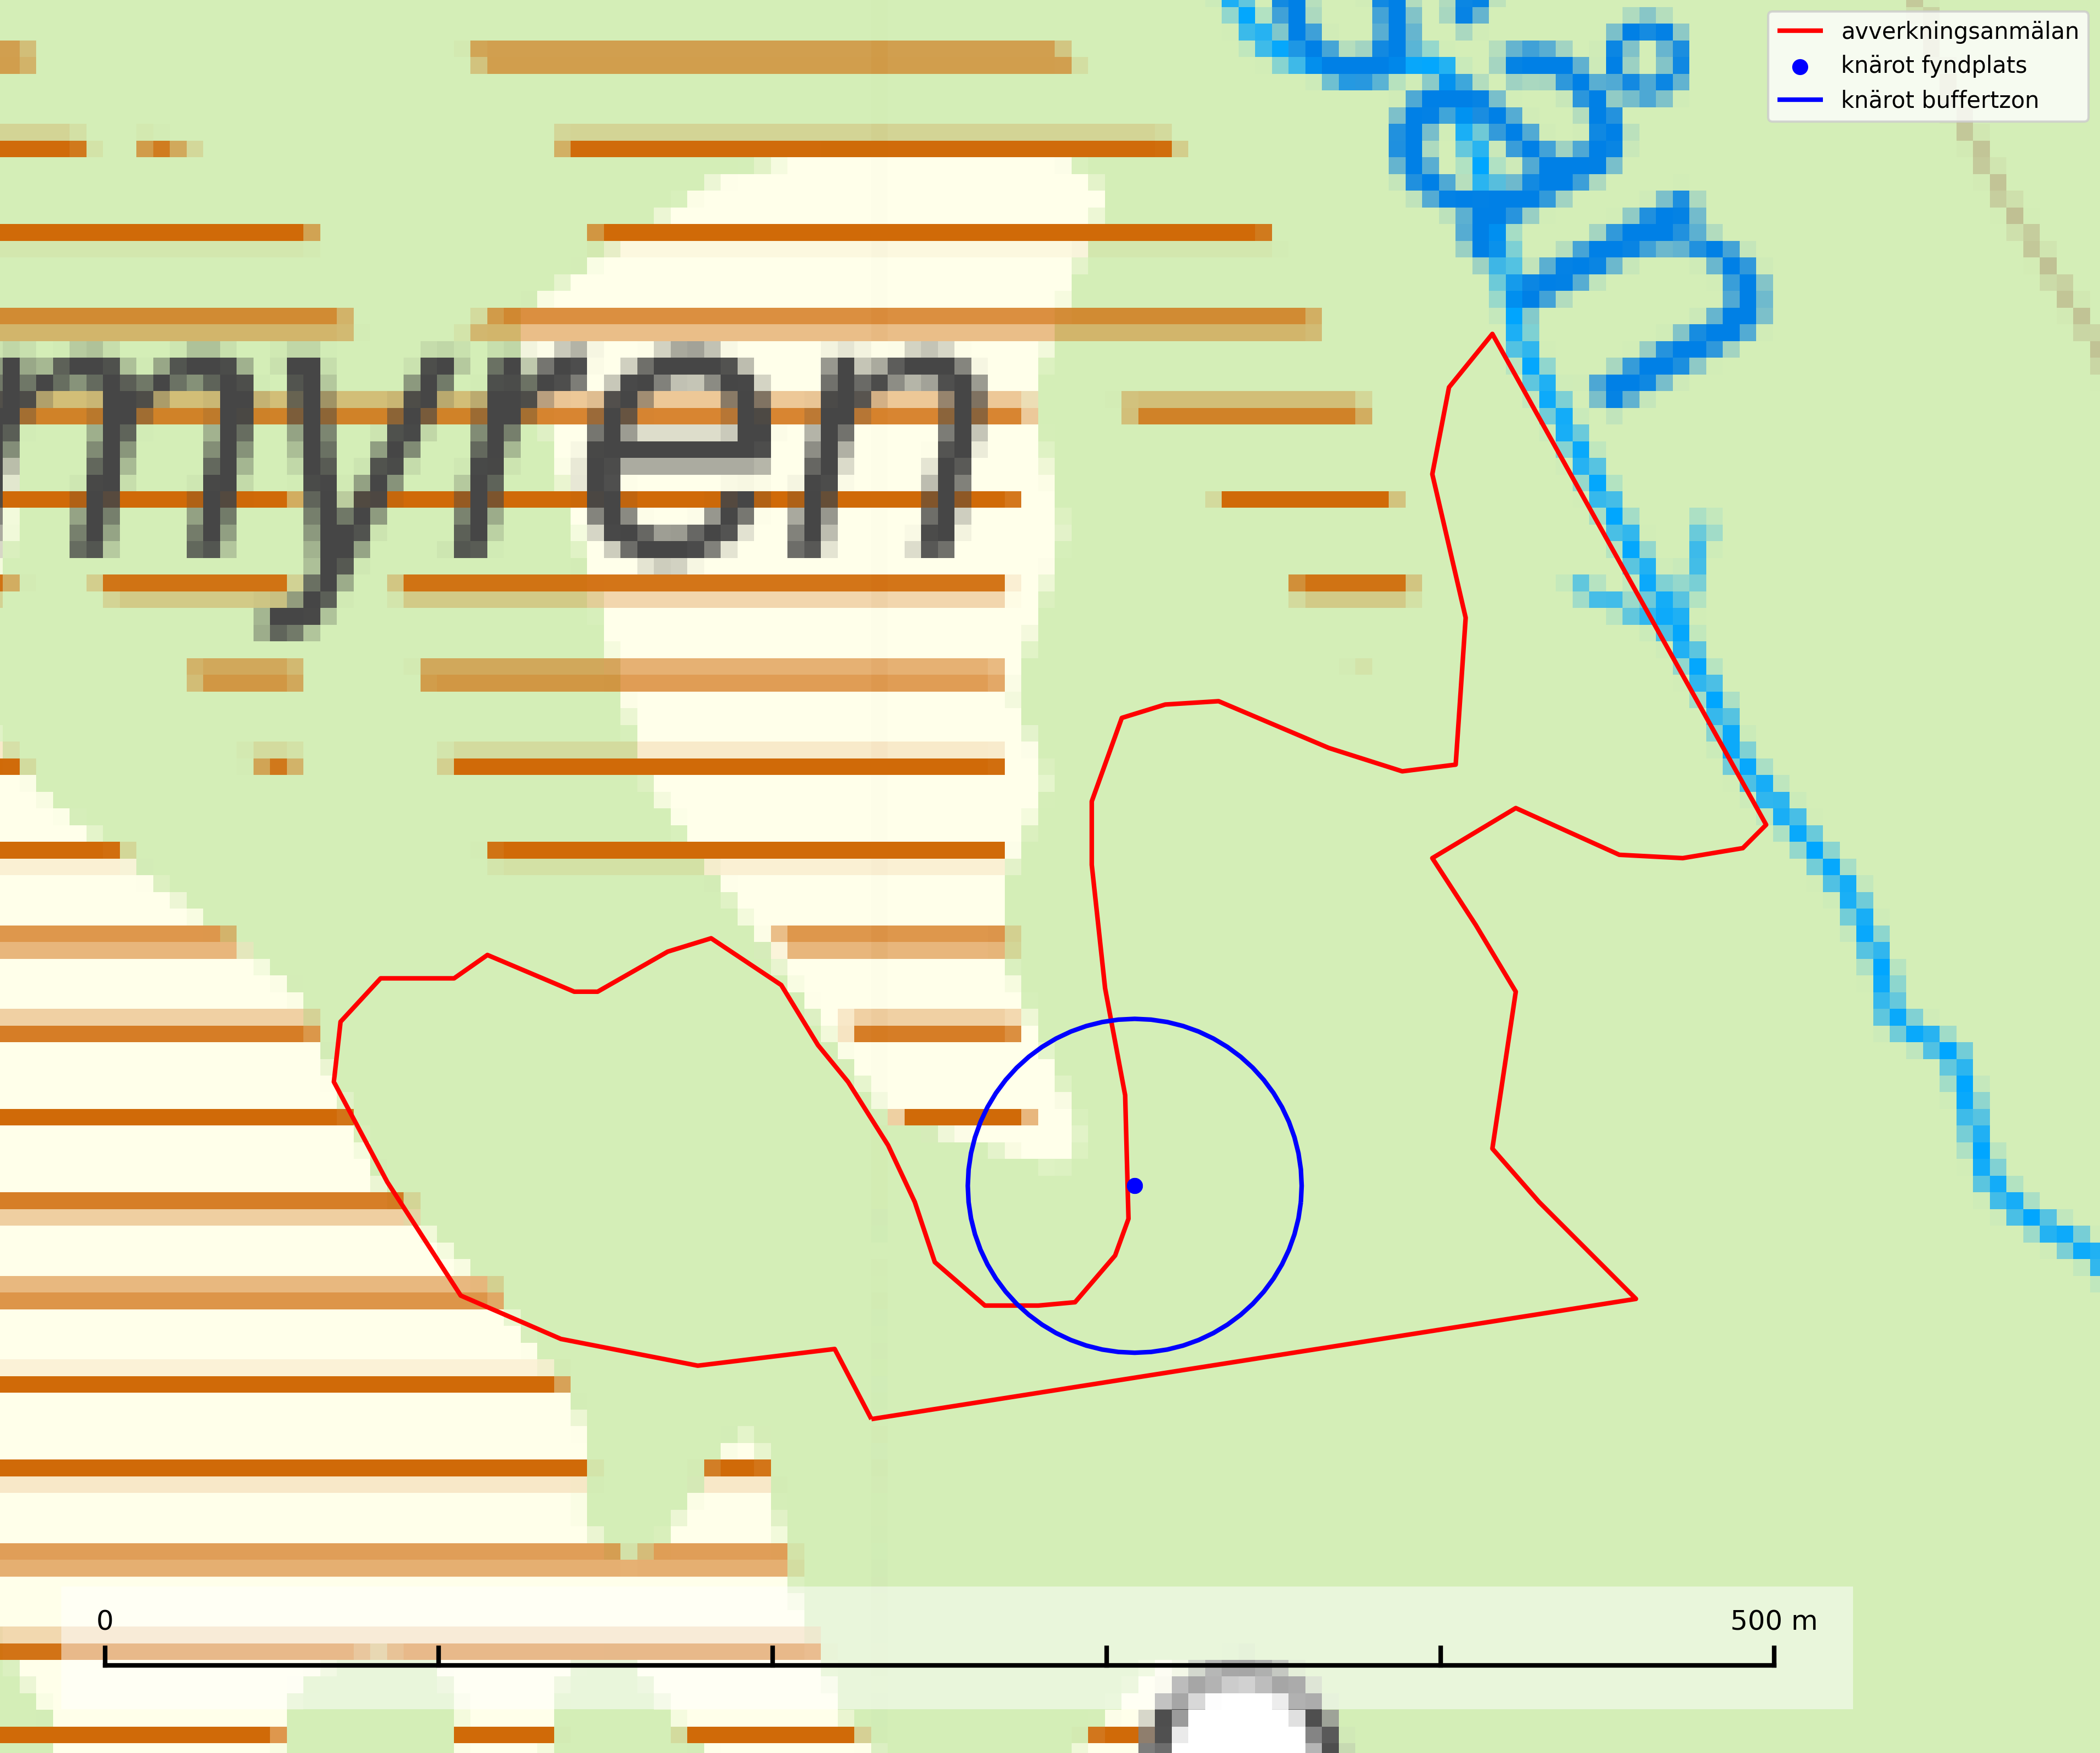 avverkningsanmälan
knärot fyndplats
knärot buffertzon
myren
0 500 m